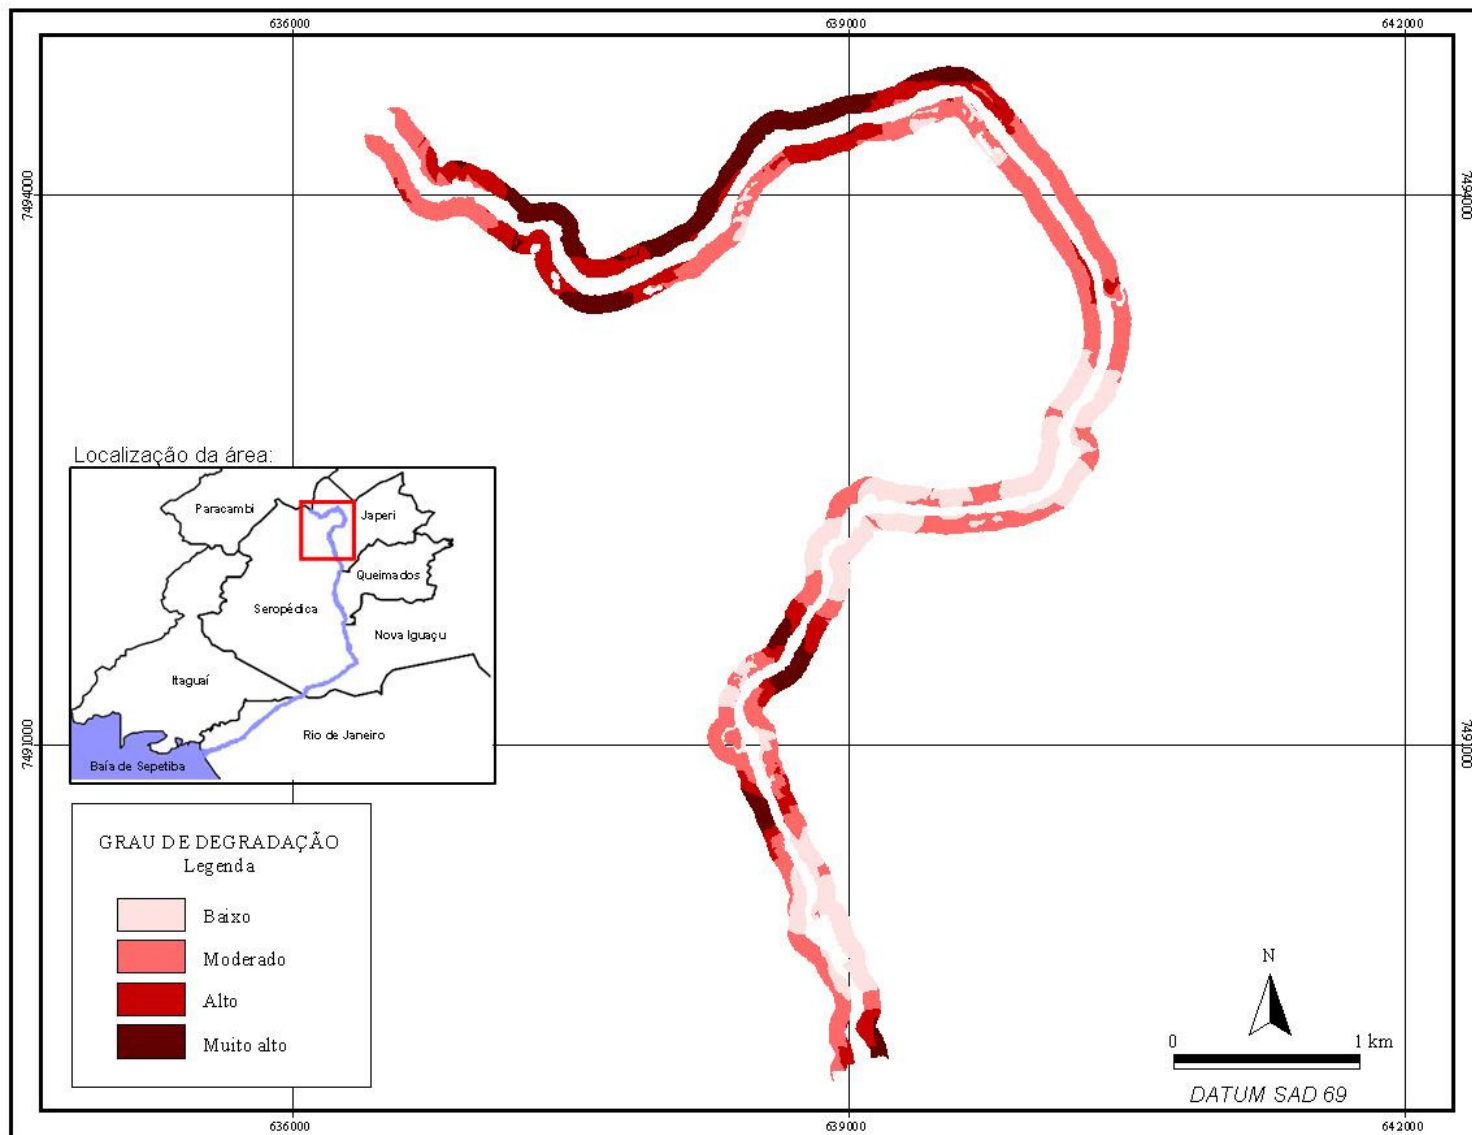 636000
639000
642000
7494000
7494000
Localização da área:
Paracambi
Japeri
Queimados
Seropédica
Nova Iguaçu
Itaguaí
Rio de Janeiro
Baía de Sepetiba
7491000
7491000
GRAU DE DEGRADAÇÃO
Legenda
Baixo
Moderado
Alto
Muito alto
N
0 1 km
DATUM SAD 69
636000
639000
642000